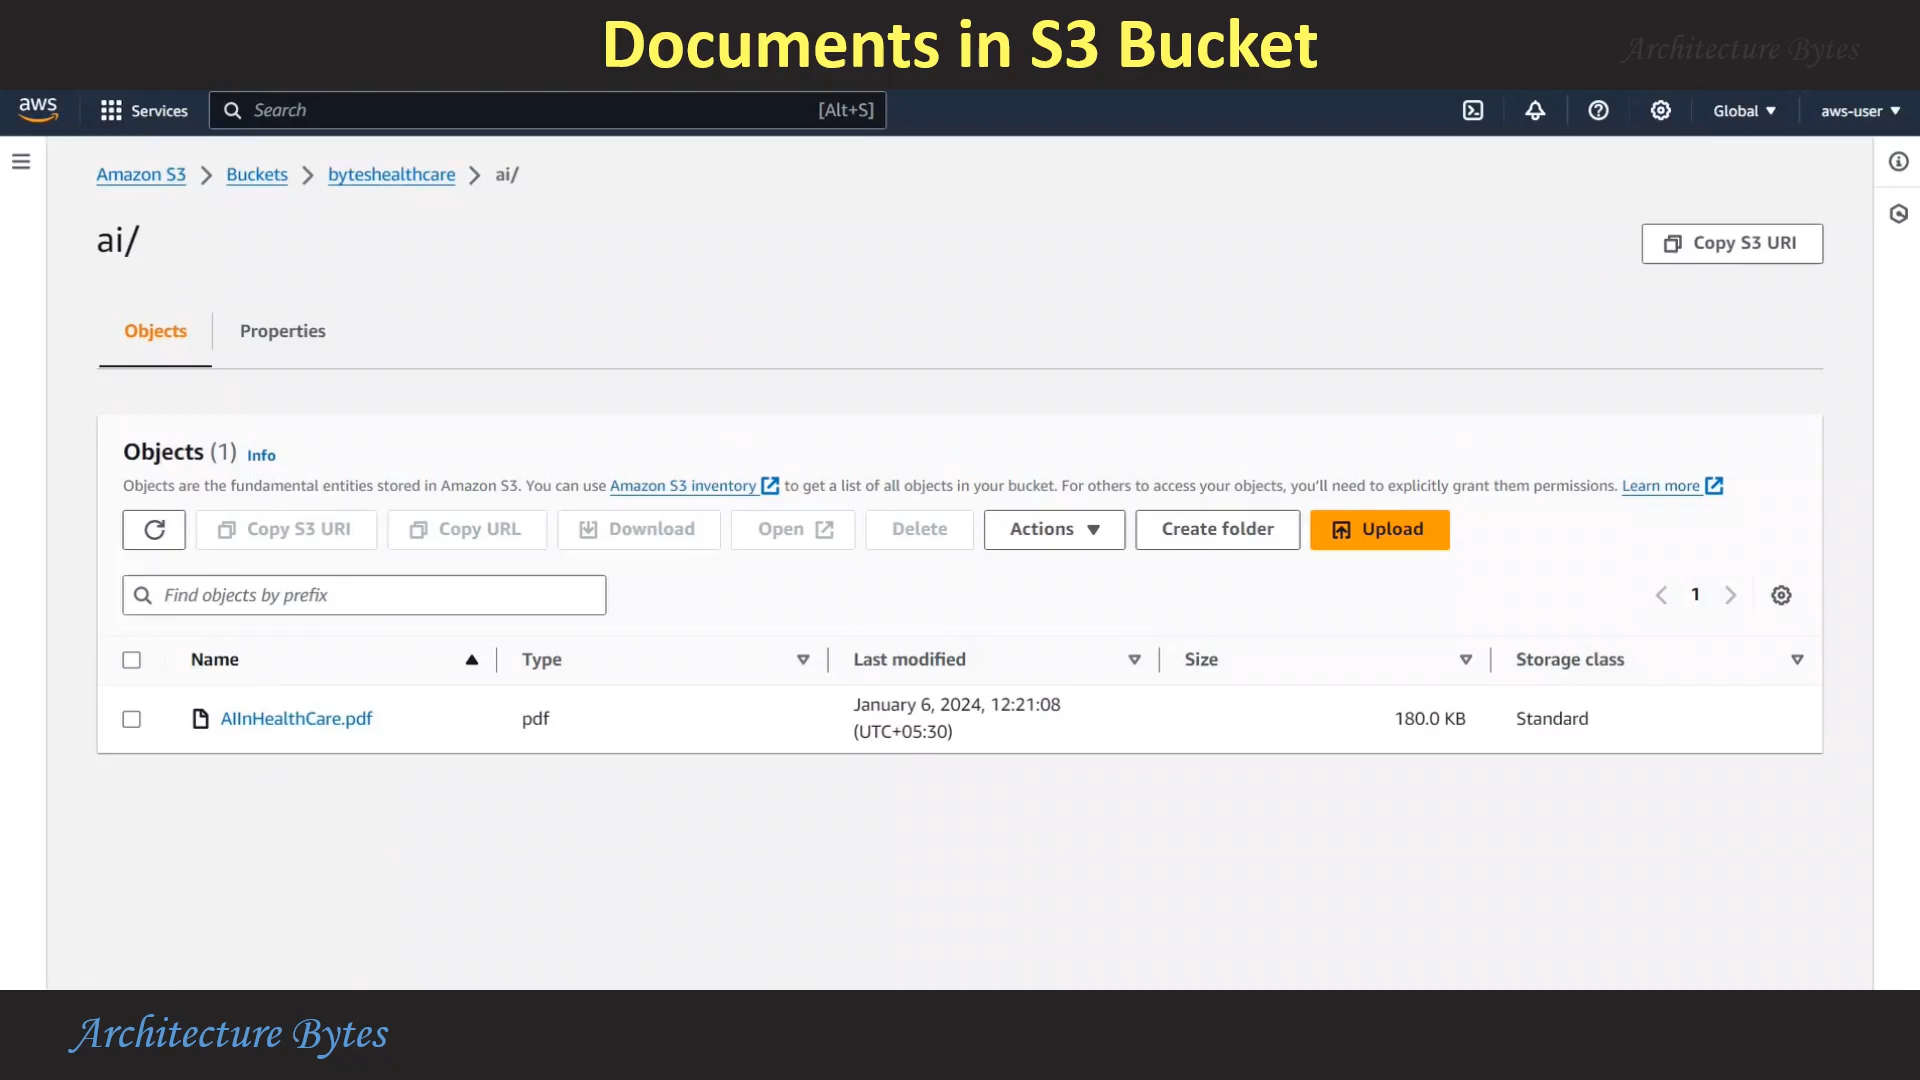 Documents in S3 Bucket
Architecture Bytes
aws
Services
Search
[Alt+S]
Global
aws-user
Amazon S3
Buckets
byteshealthcare
ai/
ai/
Copy S3 URI
Objects
Properties
Objects (1) Info
Objects are the fundamental entities stored in Amazon S3. You can use Amazon S3 inventory to get a list of all objects in your bucket. For others to access your objects, you'll need to explicitly grant them permissions. Learn more
Copy S3 URI
Copy URL
Download
Open
Delete
Actions
Create folder
Upload
Find objects by prefix
1
Name
Type
Last modified
Size
Storage class
AIInHealthCare.pdf
pdf
January 6, 2024, 12:21:08
(UTC+05:30)
180.0 KB
Standard
Architecture Bytes